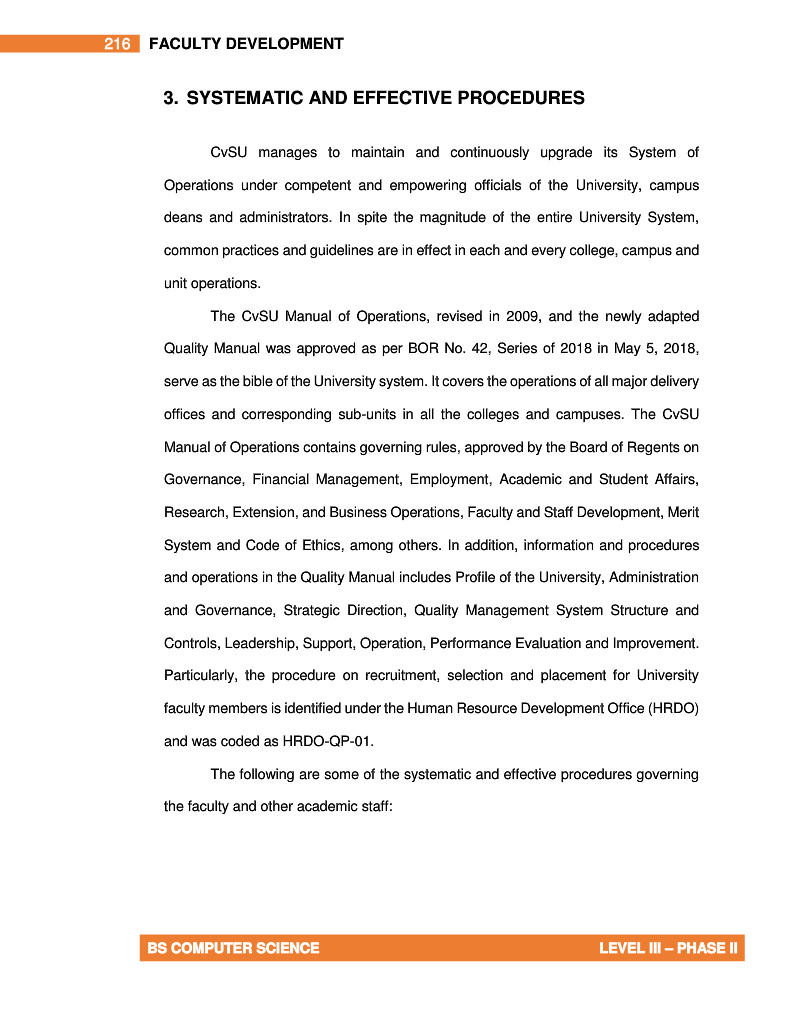 216 FACULTY DEVELOPMENT
3. SYSTEMATIC AND EFFECTIVE PROCEDURES
CvSU manages to maintain and continuously upgrade its System of
Operations under competent and empowering officials of the University, campus
deans and administrators. In spite the magnitude of the entire University System,
common practices and guidelines are in effect in each and every college, campus and
unit operations.
The CvSU Manual of Operations, revised in 2009, and the newly adapted
Quality Manual was approved as per BOR No. 42, Series of 2018 in May 5, 2018,
serve as the bible of the University system. It covers the operations of all major delivery
offices and corresponding sub-units in all the colleges and campuses. The CvSU
Manual of Operations contains governing rules, approved by the Board of Regents on
Governance, Financial Management, Employment, Academic and Student Affairs,
Research, Extension, and Business Operations, Faculty and Staff Development, Merit
System and Code of Ethics, among others. In addition, information and procedures
and operations in the Quality Manual includes Profile of the University, Administration
and Governance, Strategic Direction, Quality Management System Structure and
Controls, Leadership, Support, Operation, Performance Evaluation and Improvement.
Particularly, the procedure on recruitment, selection and placement for University
faculty members is identified under the Human Resource Development Office (HRDO)
and was coded as HRDO-QP-01.
The following are some of the systematic and effective procedures governing
the faculty and other academic staff:
BS COMPUTER SCIENCE LEVEL III – PHASE II